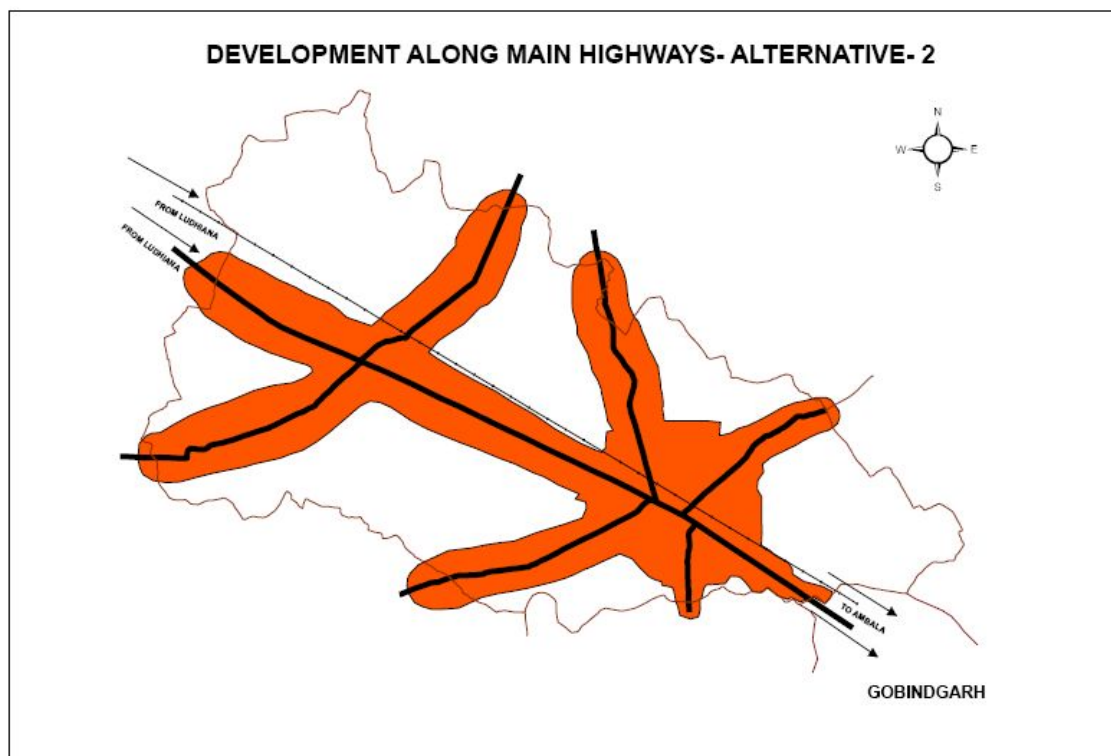 DEVELOPMENT ALONG MAIN HIGHWAYS- ALTERNATIVE- 2
N
W E
S
FROM LUDHIANA
FROM LUDHIANA
TO AMBALA
GOBINDGARH